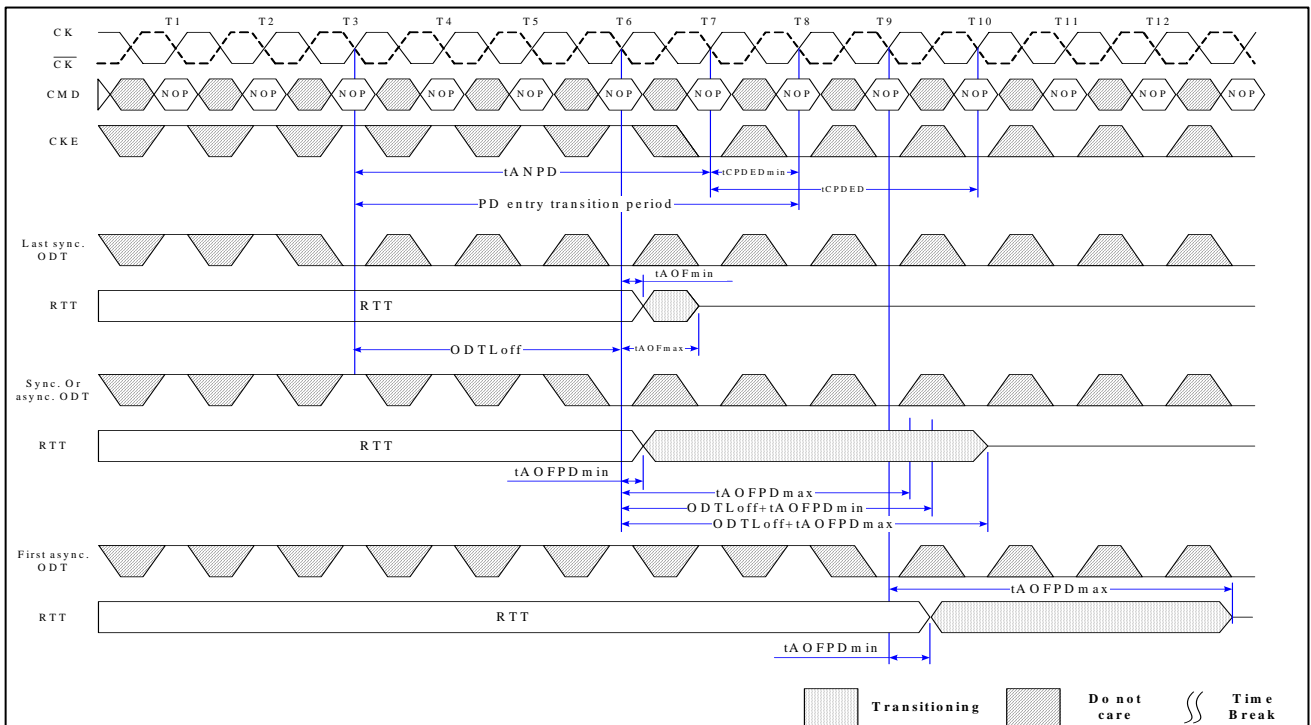 T1 T2 T3 T4 T5 T6 T7 T8 T9 T10 T11 T12
CK
CK
CMD NOP NOP NOP NOP NOP NOP NOP NOP NOP NOP NOP NOP NOP
CKE
tANPD tCPDEDmin
tCPDED
PD entry transition period
Last sync.
ODT
tAOFmin
RTT RTT
ODTLoff tAOFmax
Sync. Or
async. ODT
RTT RTT
tAOFPDmin
tAOFPDmax
ODTLoff+tAOFPDmin
ODTLoff+tAOFPDmax
First async.
ODT
tAOFPDmax
RTT RTT
tAOFPDmin
Transitioning Do not Time
care Break